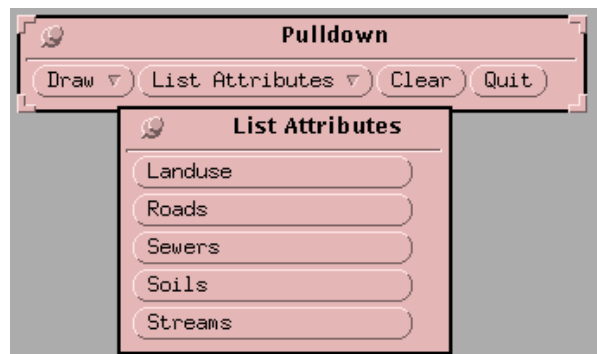 Pulldown
Draw List Attributes Clear Quit
List Attributes
Landuse
Roads
Sewers
Soils
Streams